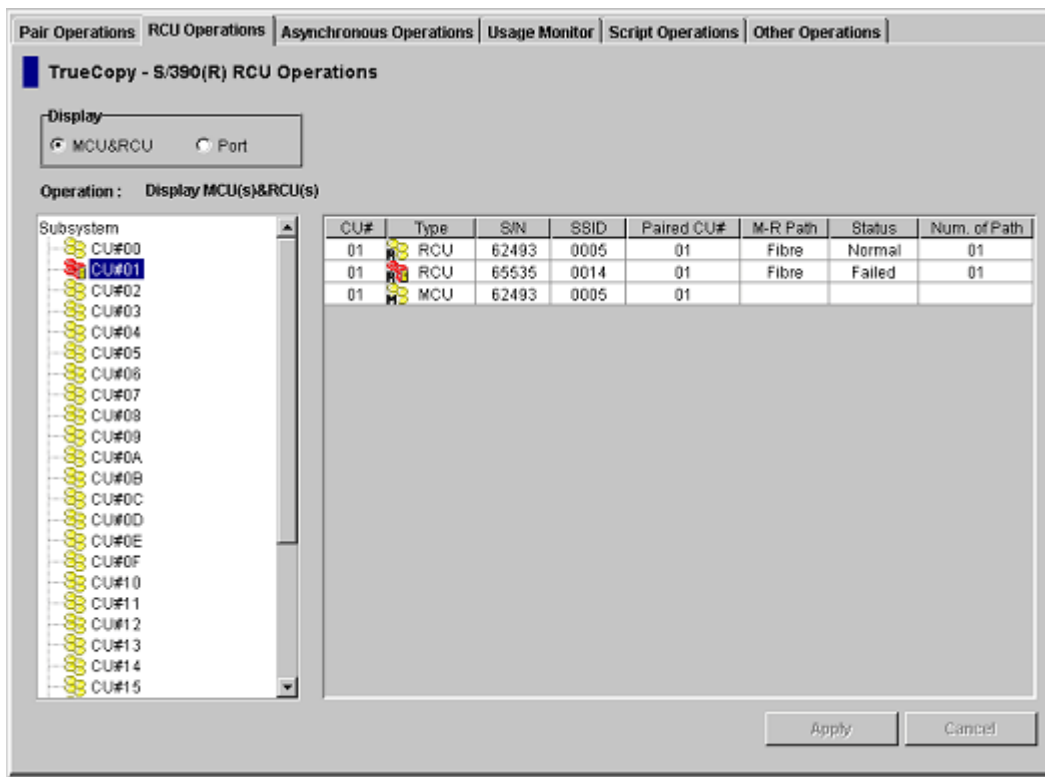 Pair Operations RCU Operations Asynchronous Operations Usage Monitor Script Operations Other Operations
TrueCopy - S/390(R) RCU Operations
Display
MCU&RCU Port
Operation : Display MCU(s)&RCU(s)
Subsystem
CU#00
CU#01
CU#02
CU#03
CU#04
CU#05
CU#06
CU#07
CU#08
CU#09
CU#0A
CU#0B
CU#0C
CU#0D
CU#0E
CU#0F
CU#10
CU#11
CU#12
CU#13
CU#14
CU#15
CU# Type S/N SSID Paired CU# M-R Path Status Num. of Path
01 R RCU 62493 0005 01 Fibre Normal 01
01 R RCU 65535 0014 01 Fibre Failed 01
01 M MCU 62493 0005 01
Apply Cancel